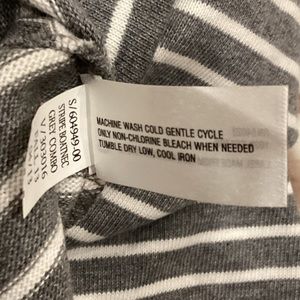 MACHINE WASH COLD GENTLE CYCLE
ONLY NON-CHLORINE BLEACH WHEN NEEDED
TUMBLE DRY LOW, COOL IRON
S/604949-00
STRIPE BOATNEC
GREY COMBO